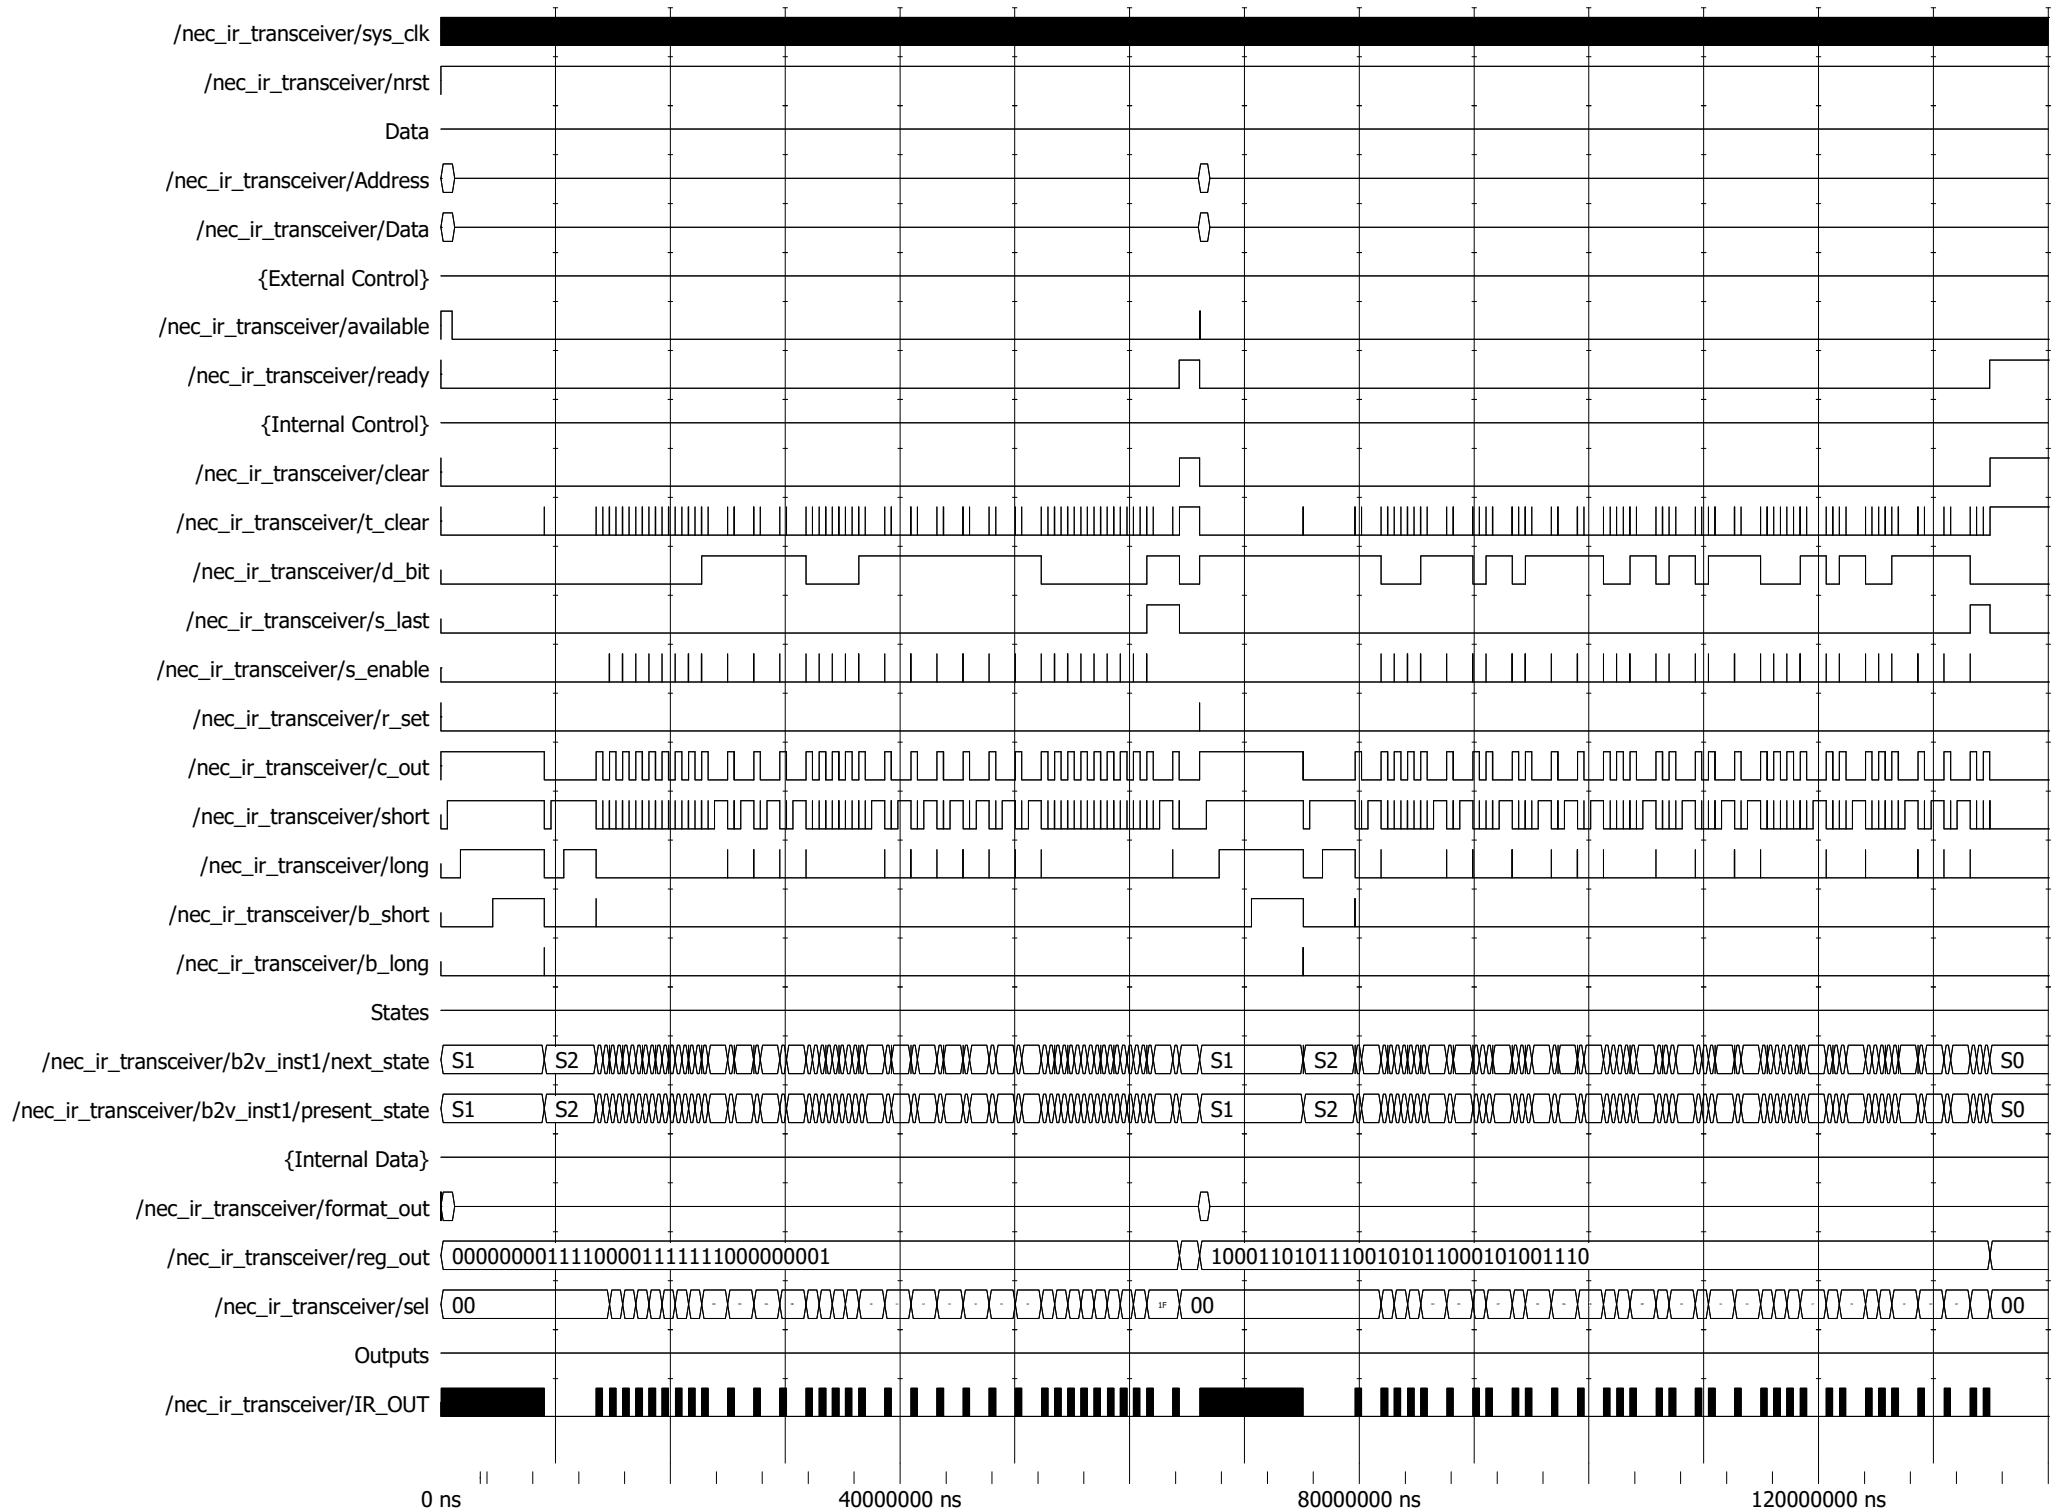 /nec_ir_transceiver/sys_clk
/nec_ir_transceiver/nrst
Data
/nec_ir_transceiver/Address
/nec_ir_transceiver/Data
{External Control}
/nec_ir_transceiver/available
/nec_ir_transceiver/ready
{Internal Control}
/nec_ir_transceiver/clear
/nec_ir_transceiver/t_clear
/nec_ir_transceiver/d_bit
/nec_ir_transceiver/s_last
/nec_ir_transceiver/s_enable
/nec_ir_transceiver/r_set
/nec_ir_transceiver/c_out
/nec_ir_transceiver/short
/nec_ir_transceiver/long
/nec_ir_transceiver/b_short
/nec_ir_transceiver/b_long
States
/nec_ir_transceiver/b2v_inst1/next_state S1 S2 S1 S2 S0
/nec_ir_transceiver/b2v_inst1/present_state S1 S2 S1 S2 S0
{Internal Data}
/nec_ir_transceiver/format_out
/nec_ir_transceiver/reg_out 00000000111100001111111000000001 10001101011100101011000101001110
/nec_ir_transceiver/sel 00 1F 00 00
Outputs
/nec_ir_transceiver/IR_OUT
0 ns 40000000 ns 80000000 ns 120000000 ns